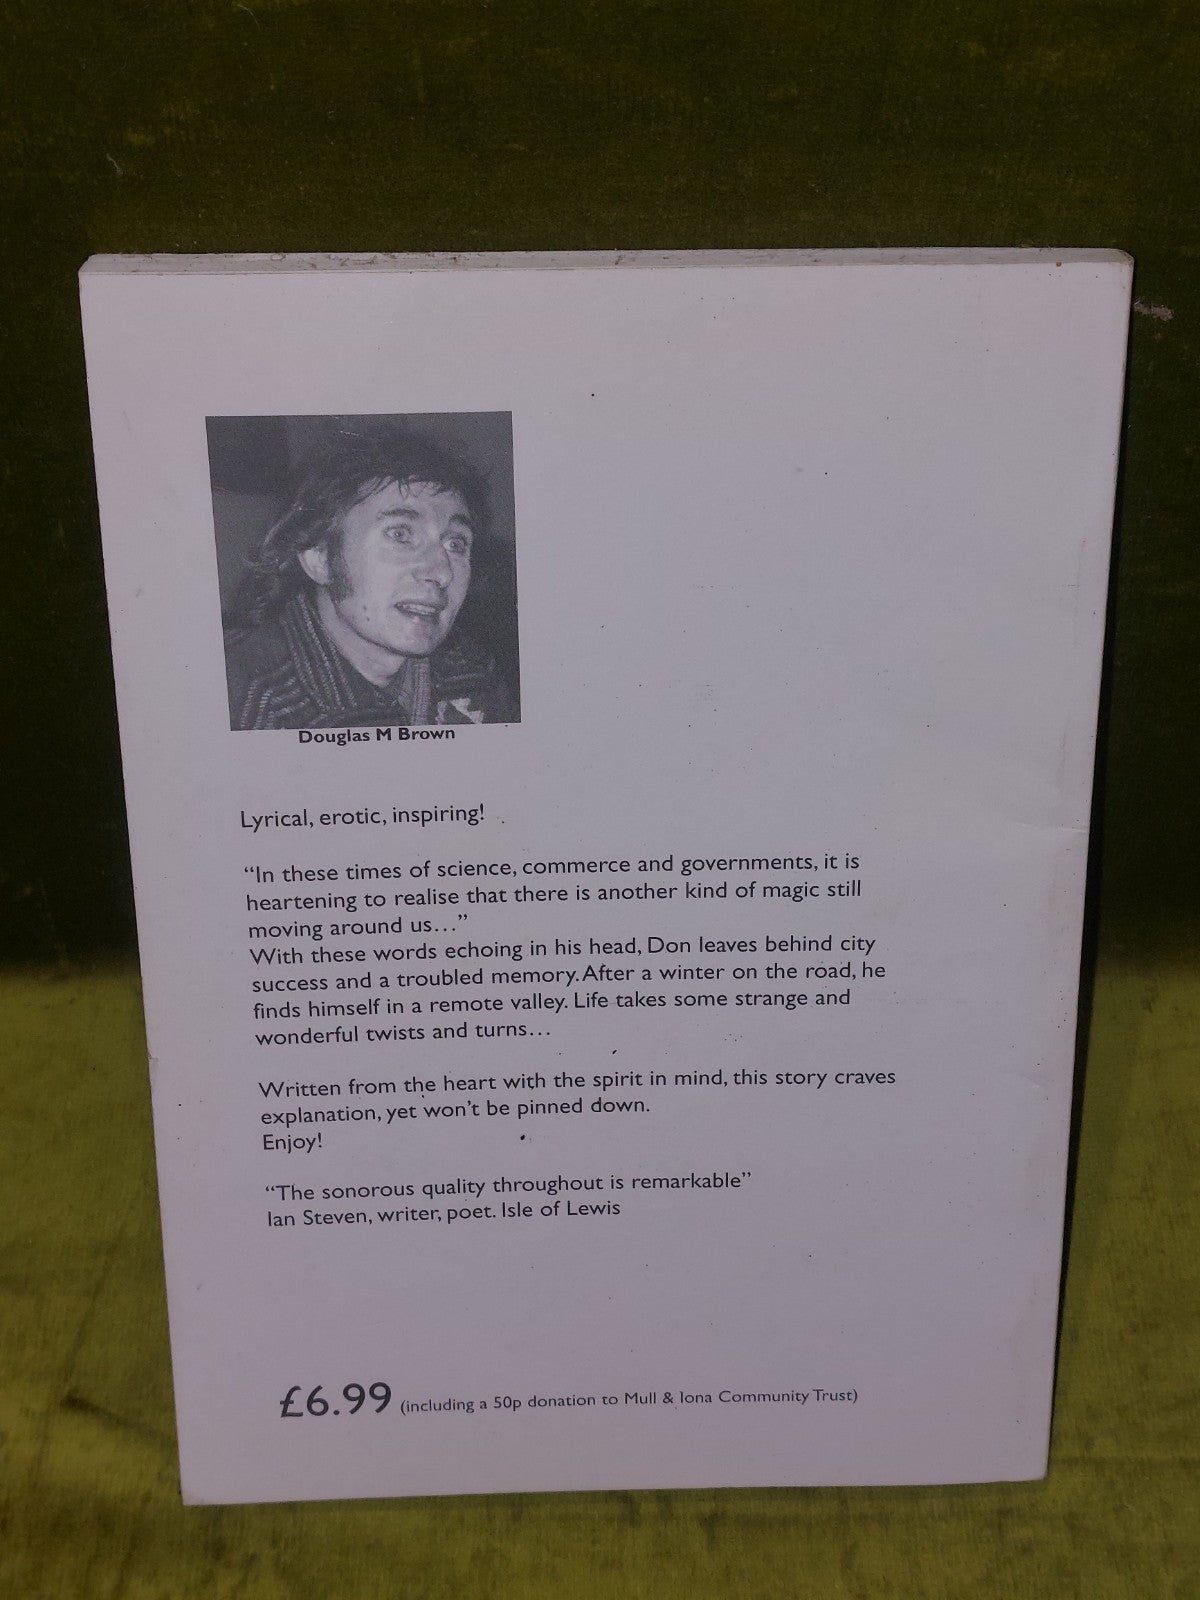 Douglas M Brown
Lyrical, erotic, inspiring!
“In these times of science, commerce and governments, it is
heartening to realise that there is another kind of magic still
moving around us…”
With these words echoing in his head, Don leaves behind city
success and a troubled memory. After a winter on the road, he
finds himself in a remote valley. Life takes some strange and
wonderful twists and turns…
Written from the heart with the spirit in mind, this story craves
explanation, yet won’t be pinned down.
Enjoy!
“The sonorous quality throughout is remarkable”
Ian Steven, writer, poet. Isle of Lewis
£6.99 (including a 50p donation to Mull & Iona Community Trust)